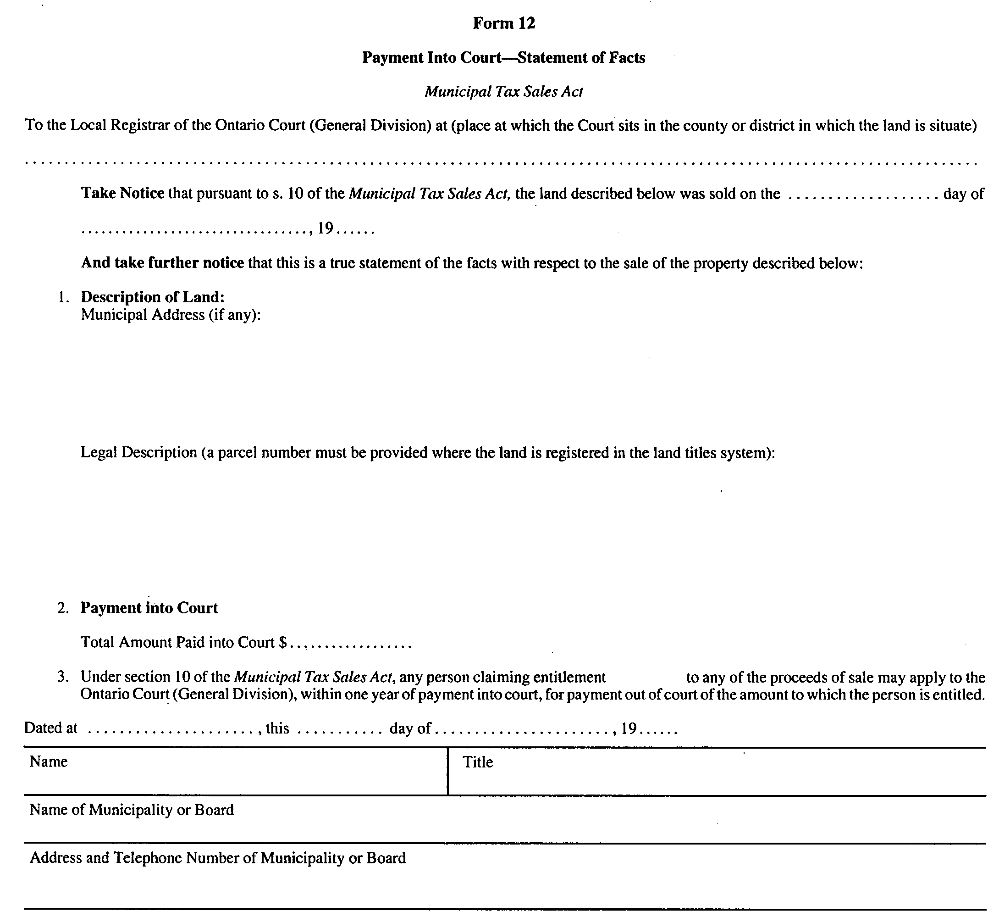 Form 12
Payment Into Court—Statement of Facts
Municipal Tax Sales Act
To the Local Registrar of the Ontario Court (General Division) at (place at which the Court sits in the county or district in which the land is situate)
........................................................................................................................
Take Notice that pursuant to s. 10 of the Municipal Tax Sales Act, the land described below was sold on the ................... day of
................................., 19......
And take further notice that this is a true statement of the facts with respect to the sale of the property described below:
1. Description of Land:
Municipal Address (if any):
Legal Description (a parcel number must be provided where the land is registered in the land titles system):
2. Payment into Court
Total Amount Paid into Court $..................
3. Under section 10 of the Municipal Tax Sales Act, any person claiming entitlement to any of the proceeds of sale may apply to the
Ontario Court (General Division), within one year of payment into court, for payment out of court of the amount to which the person is entitled.
Dated at ....................., this ........... day of ......................, 19......
Name Title
Name of Municipality or Board
Address and Telephone Number of Municipality or Board